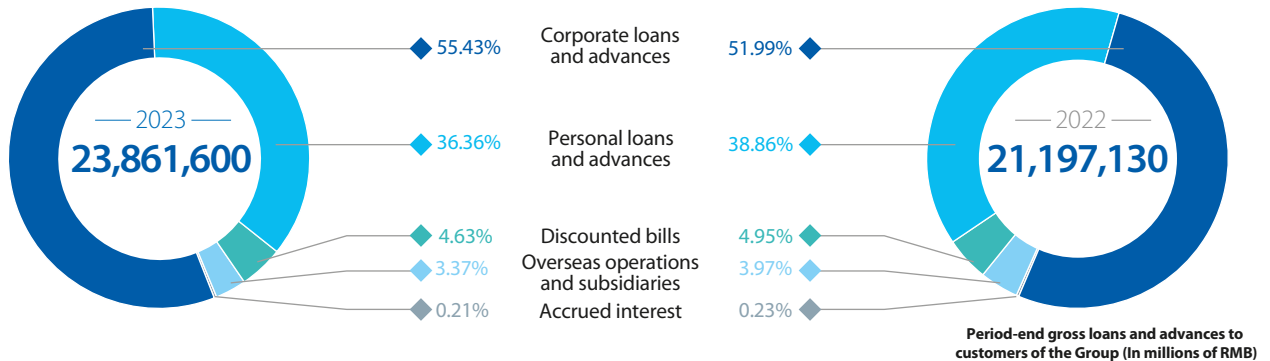 2023
23,861,600
55.43%
Corporate loans
and advances
51.99%
36.36%
Personal loans
and advances
38.86%
4.63%
Discounted bills
4.95%
3.37%
Overseas operations
and subsidiaries
3.97%
0.21%
Accrued interest
0.23%
2022
21,197,130
Period-end gross loans and advances to
customers of the Group (In millions of RMB)